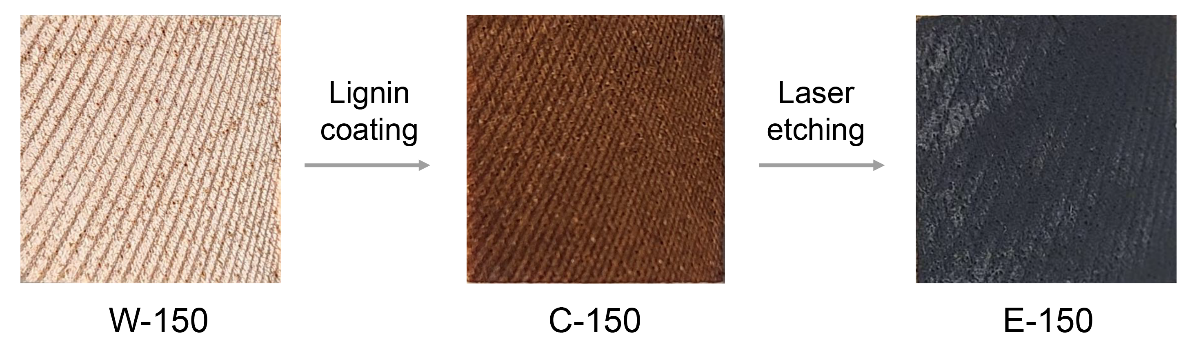 Lignin
coating
Laser
etching
W-150
C-150
E-150